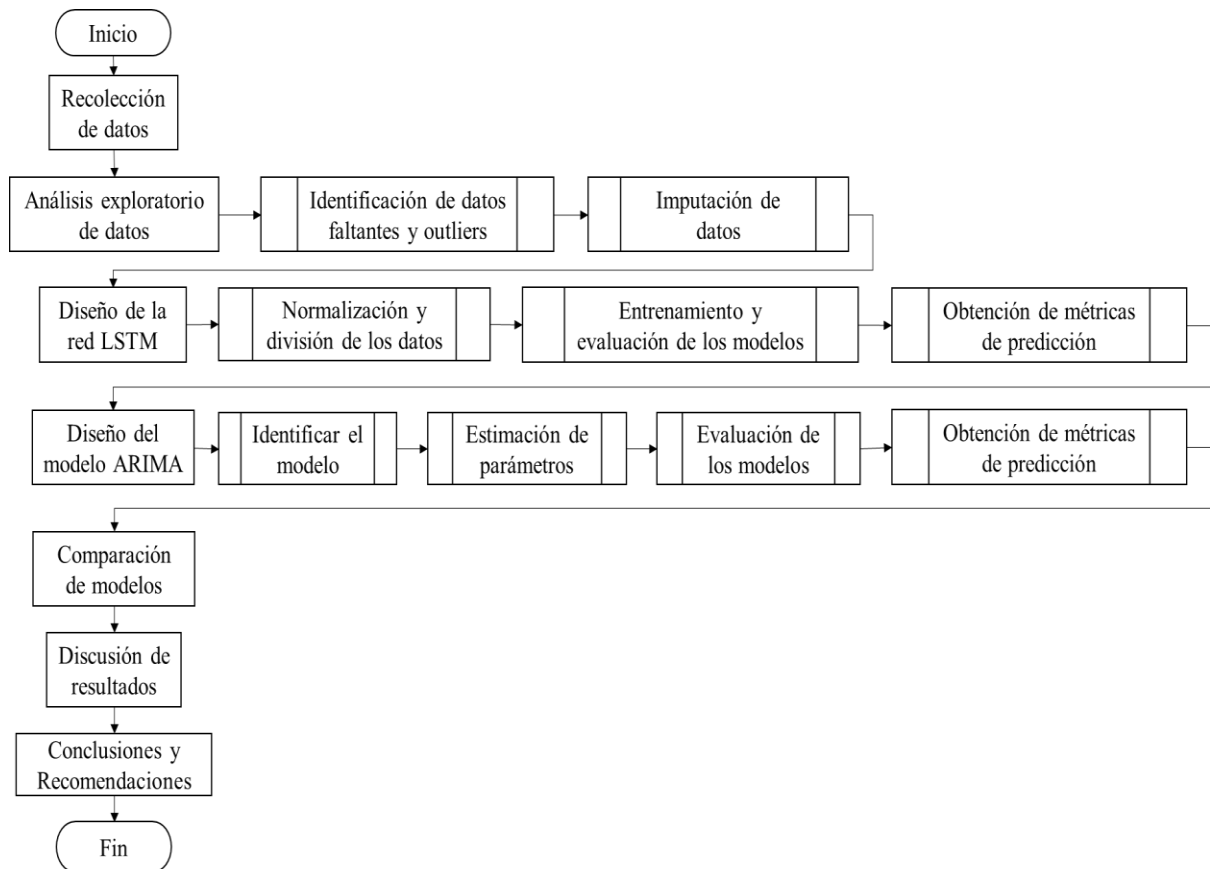 Inicio
Recolección
de datos
Análisis exploratorio
de datos
Identificación de datos
faltantes y outliers
Imputación de
datos
Diseño de la
red LSTM
Normalización y
división de los datos
Entrenamiento y
evaluación de los modelos
Obtención de métricas
de predicción
Diseño del
modelo ARIMA
Identificar el
modelo
Estimación de
parámetros
Evaluación de
los modelos
Obtención de métricas
de predicción
Comparación
de modelos
Discusión de
resultados
Conclusiones y
Recomendaciones
Fin